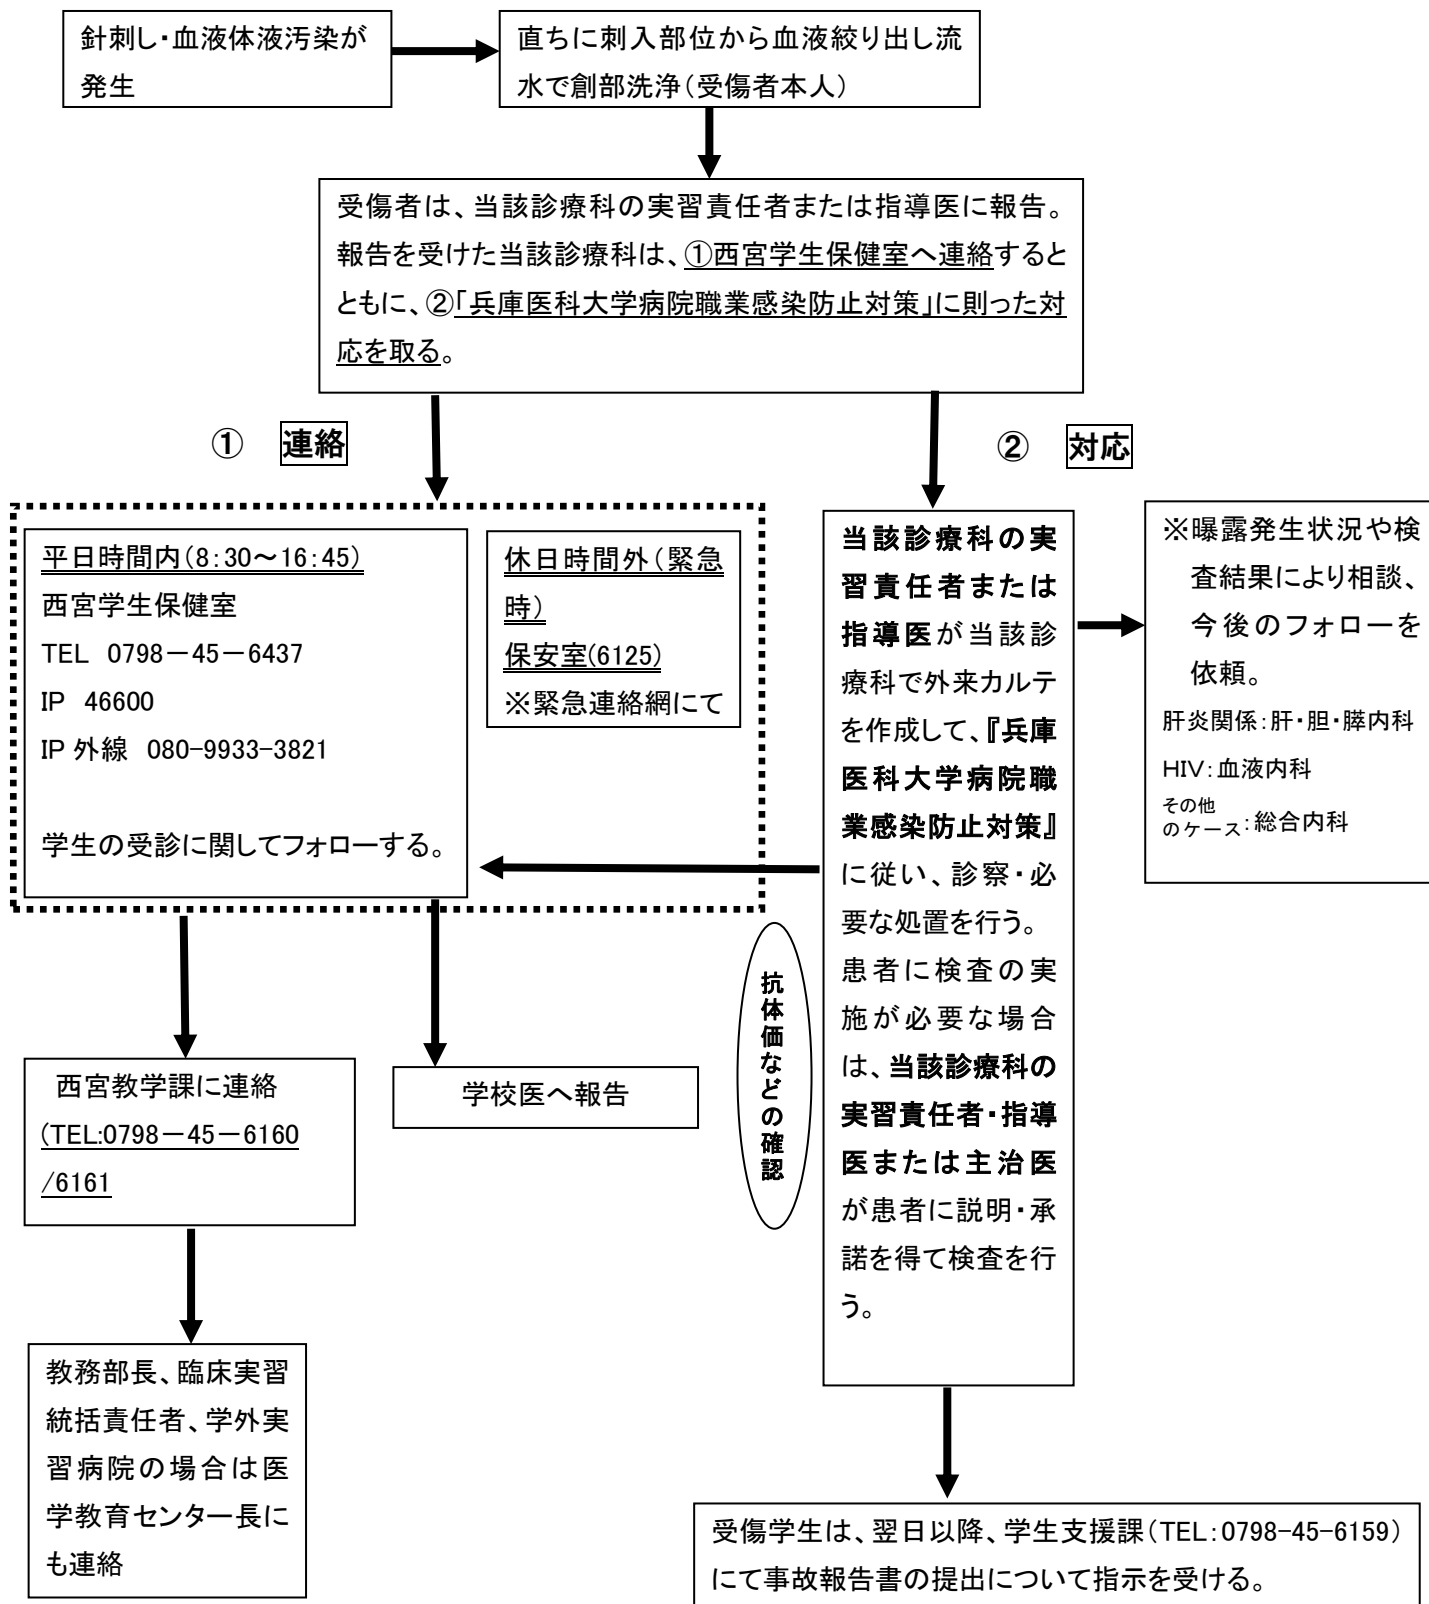 針刺し・血液体液汚染が
発生
直ちに刺入部位から血液絞り出し流
水で創部洗浄（受傷者本人）
受傷者は、当該診療科の実習責任者または指導医に報告。
報告を受けた当該診療科は、①西宮学生保健室へ連絡すると
ともに、②「兵庫医科大学病院職業感染防止対策」に則った対
応を取る。
① 連絡
② 対応
平日時間内（8：30～16：45）
西宮学生保健室
TEL 0798－45－6437
IP 46600
IP 外線 080-9933-3821
学生の受診に関してフォローする。
休日時間外（緊急
時）
保安室(6125)
※緊急連絡網にて
当該診療科の実
習責任者または
指導医が当該診
療科で外来カルテ
を作成して、『兵庫
医科大学病院職
業感染防止対策』
に従い、診察・必
要な処置を行う。
患者に検査の実
施が必要な場合
は、当該診療科の
実習責任者・指導
医または主治医
が患者に説明・承
諾を得て検査を行
う。
※曝露発生状況や検
査結果により相談、
今後のフォローを
依頼。
肝炎関係：肝・胆・膵内科
HIV：血液内科
その他
のケース：総合内科
抗体価などの確認
西宮教学課に連絡
(TEL:0798－45－6160
/6161
学校医へ報告
教務部長、臨床実習
統括責任者、学外実
習病院の場合は医
学教育センター長に
も連絡
受傷学生は、翌日以降、学生支援課（TEL：0798-45-6159）
にて事故報告書の提出について指示を受ける。